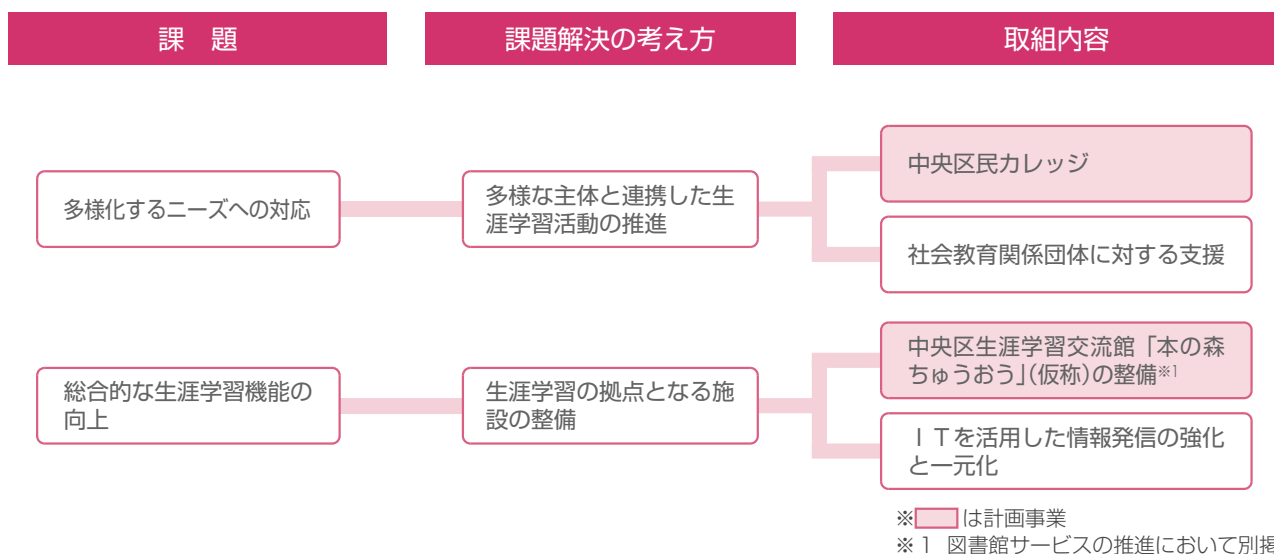 課　題
課題解決の考え方
取組内容
多様化するニーズへの対応
多様な主体と連携した生
涯学習活動の推進
中央区民カレッジ
社会教育関係団体に対する支援
総合的な生涯学習機能の
向上
生涯学習の拠点となる施
設の整備
中央区生涯学習交流館「本の森
ちゅうおう」(仮称)の整備※1
ＩＴを活用した情報発信の強化
と一元化
※　　は計画事業
※１　図書館サービスの推進において別掲